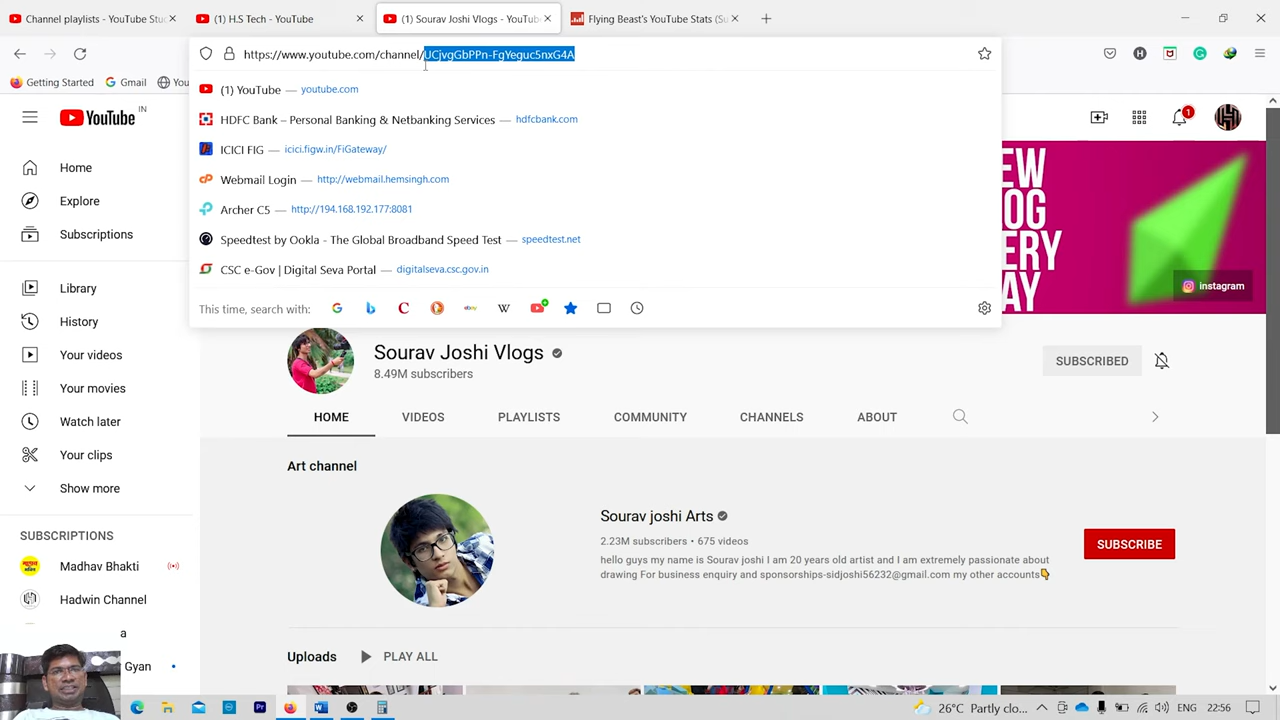 Channel playlists - YouTube Stu
(1) H.S Tech - YouTube
(1) Sourav Joshi Vlogs - YouTub
Flying Beast's YouTube Stats (Su
https://www.youtube.com/channel/UCjvgGbPPn-FgYeguc5nxG4A
Getting Started
Gmail
You
(1) YouTube — youtube.com
HDFC Bank – Personal Banking & Netbanking Services — hdfcbank.com
ICICI FIG — icici.figw.in/FiGateway/
Webmail Login — http://webmail.hemsingh.com
Archer C5 — http://194.168.192.177:8081
Speedtest by Ookla - The Global Broadband Speed Test — speedtest.net
CSC e-Gov | Digital Seva Portal — digitalseva.csc.gov.in
This time, search with:
YouTube IN
1
Home
Explore
Subscriptions
Library
History
Your videos
Your movies
Watch later
Your clips
Show more
SUBSCRIPTIONS
Madhav Bhakti
Hadwin Channel
a
Gyan
EW
OG
ERY
AY
instagram
Sourav Joshi Vlogs
8.49M subscribers
SUBSCRIBED
HOME
VIDEOS
PLAYLISTS
COMMUNITY
CHANNELS
ABOUT
Art channel
Sourav joshi Arts
2.23M subscribers • 675 videos
hello guys my name is Sourav joshi I am 20 years old artist and I am extremely passionate about
drawing For business enquiry and sponsorships-sidjoshi56232@gmail.com my other accounts👇
SUBSCRIBE
Uploads
PLAY ALL
26°C Partly clo...
ENG
22:56